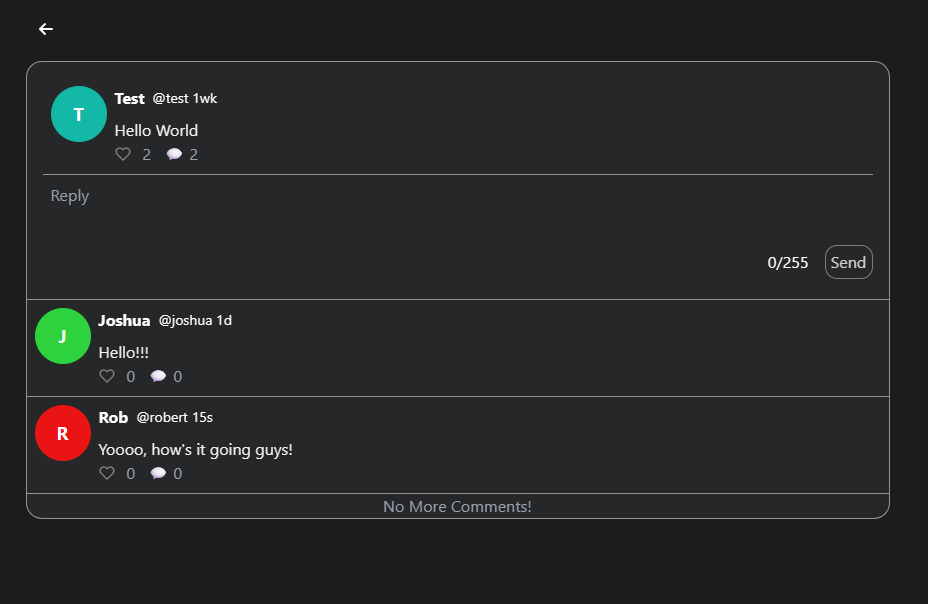 T
Test @test 1wk
Hello World
2 2
Reply
0/255 Send
J
Joshua @joshua 1d
Hello!!!
0 0
R
Rob @robert 15s
Yoooo, how's it going guys!
0 0
No More Comments!